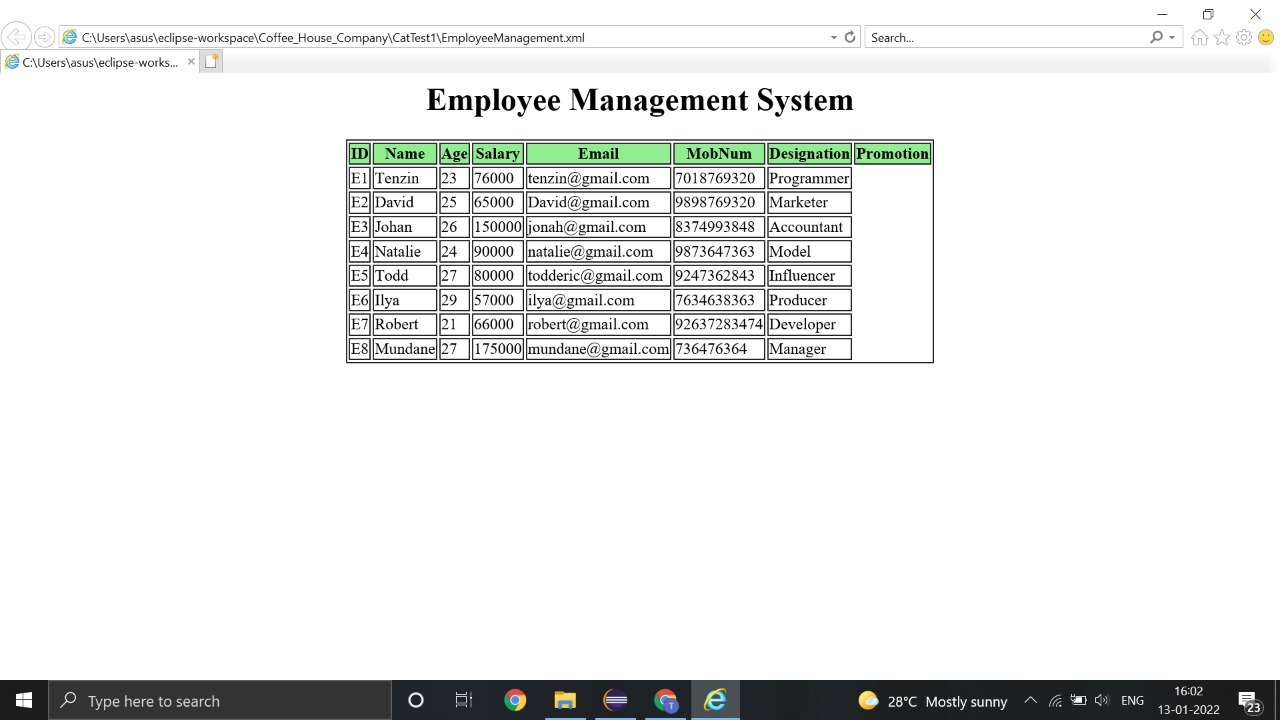 C:\Users\asus\eclipse-workspace\Coffee_House_Company\CatTest1\EmployeeManagement.xml Search...
C:\Users\asus\eclipse-works...
Employee Management System
ID Name Age Salary Email MobNum Designation Promotion
E1 Tenzin 23 76000 tenzin@gmail.com 7018769320 Programmer
E2 David 25 65000 David@gmail.com 9898769320 Marketer
E3 Johan 26 150000 jonah@gmail.com 8374993848 Accountant
E4 Natalie 24 90000 natalie@gmail.com 9873647363 Model
E5 Todd 27 80000 todderic@gmail.com 9247362843 Influencer
E6 Ilya 29 57000 ilya@gmail.com 7634638363 Producer
E7 Robert 21 66000 robert@gmail.com 92637283474 Developer
E8 Mundane 27 175000 mundane@gmail.com 736476364 Manager
Type here to search T 28°C Mostly sunny ENG 16:02
13-01-2022 23